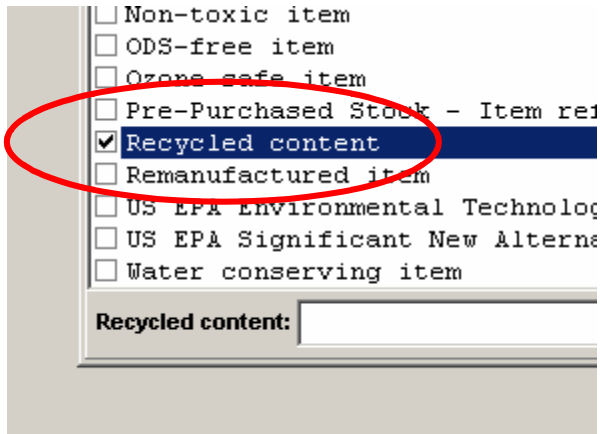 Non-toxic item
ODS-free item
Ozone safe item
Pre-Purchased Stock - Item ref
Recycled content
Remanufactured item
US EPA Environmental Technolog
US EPA Significant New Alterna
Water conserving item
Recycled content: